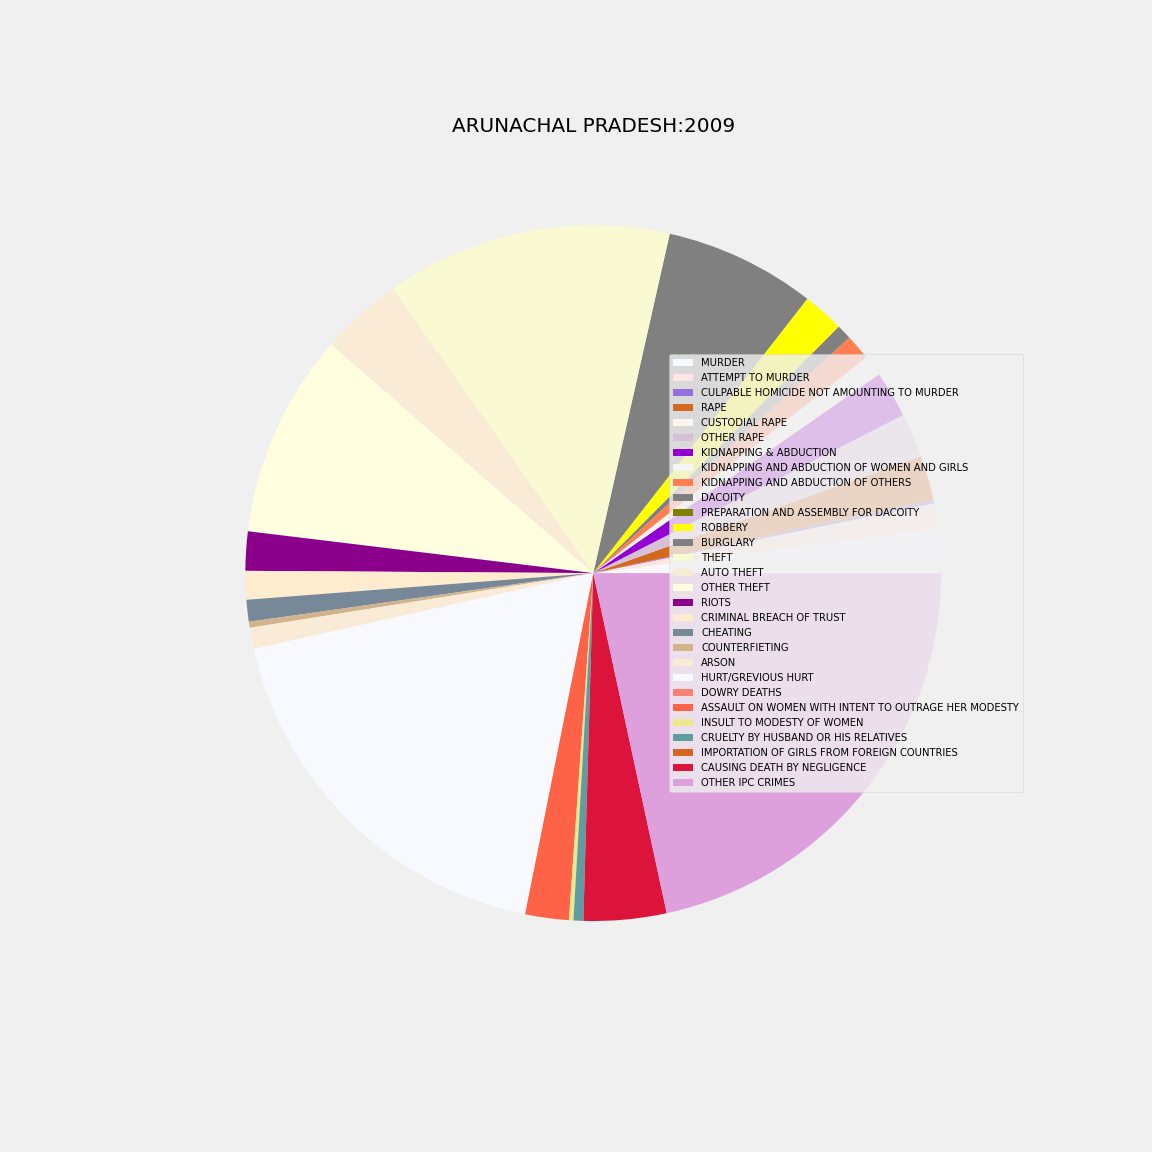 ARUNACHAL PRADESH:2009
MURDER
ATTEMPT TO MURDER
CULPABLE HOMICIDE NOT AMOUNTING TO MURDER
RAPE
CUSTODIAL RAPE
OTHER RAPE
KIDNAPPING & ABDUCTION
KIDNAPPING AND ABDUCTION OF WOMEN AND GIRLS
KIDNAPPING AND ABDUCTION OF OTHERS
DACOITY
PREPARATION AND ASSEMBLY FOR DACOITY
ROBBERY
BURGLARY
THEFT
AUTO THEFT
OTHER THEFT
RIOTS
CRIMINAL BREACH OF TRUST
CHEATING
COUNTERFIETING
ARSON
HURT/GREVIOUS HURT
DOWRY DEATHS
ASSAULT ON WOMEN WITH INTENT TO OUTRAGE HER MODESTY
INSULT TO MODESTY OF WOMEN
CRUELTY BY HUSBAND OR HIS RELATIVES
IMPORTATION OF GIRLS FROM FOREIGN COUNTRIES
CAUSING DEATH BY NEGLIGENCE
OTHER IPC CRIMES